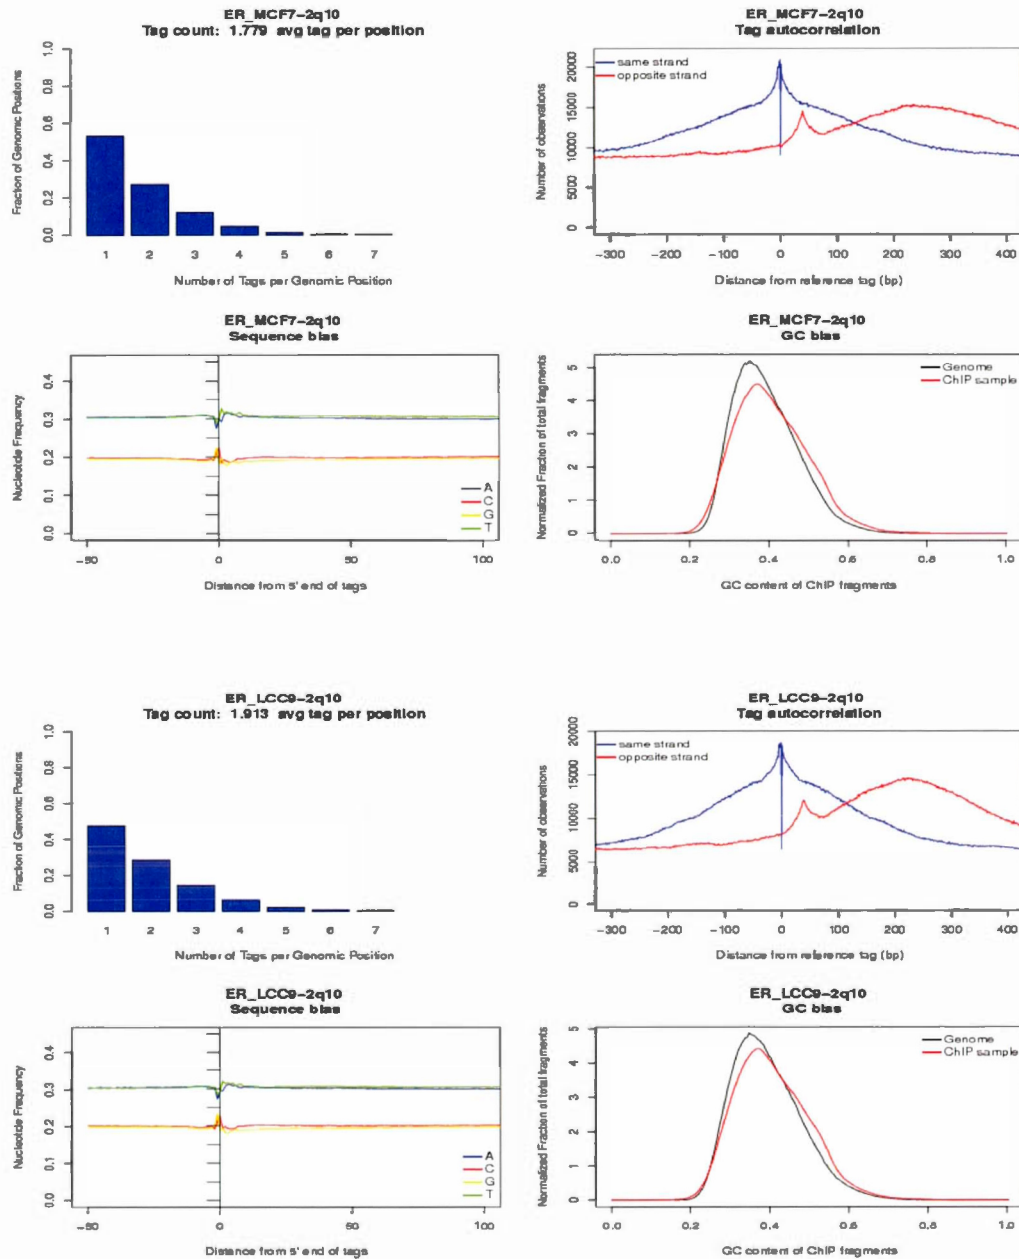 ER_MCF7-2q10
Tag count: 1.779 avg tag per position
Fraction of Genomic Positions
0.0 0.2 0.4 0.6 0.8 1.0
1 2 3 4 5 6 7
Number of Tags per Genomic Position
ER_MCF7-2q10
Tag autocorrelation
same strand
opposite strand
Number of observations
0 5000 10000 15000 20000
-300 -200 -100 0 100 200 300 400
Distance from reference tag (bp)
ER_MCF7-2q10
Sequence bias
Nucleotide Frequency
0.0 0.1 0.2 0.3 0.4
A
C
G
T
-50 0 50 100
Distance from 5' end of tags
ER_MCF7-2q10
GC bias
Genome
ChIP sample
Normalized Fraction of total fragments
0 1 2 3 4 5
0.0 0.2 0.4 0.6 0.8 1.0
GC content of ChIP fragments
ER_LCC9-2q10
Tag count: 1.913 avg tag per position
Fraction of Genomic Positions
0.0 0.2 0.4 0.6 0.8 1.0
1 2 3 4 5 6 7
Number of Tags per Genomic Position
ER_LCC9-2q10
Tag autocorrelation
same strand
opposite strand
Number of observations
0 5000 10000 15000 20000
-300 -200 -100 0 100 200 300 400
Distance from reference tag (bp)
ER_LCC9-2q10
Sequence bias
Nucleotide Frequency
0.0 0.1 0.2 0.3 0.4
A
C
G
T
-50 0 50 100
Distance from 5' end of tags
ER_LCC9-2q10
GC bias
Genome
ChIP sample
Normalized Fraction of total fragments
0 1 2 3 4 5
0.0 0.2 0.4 0.6 0.8 1.0
GC content of ChIP fragments